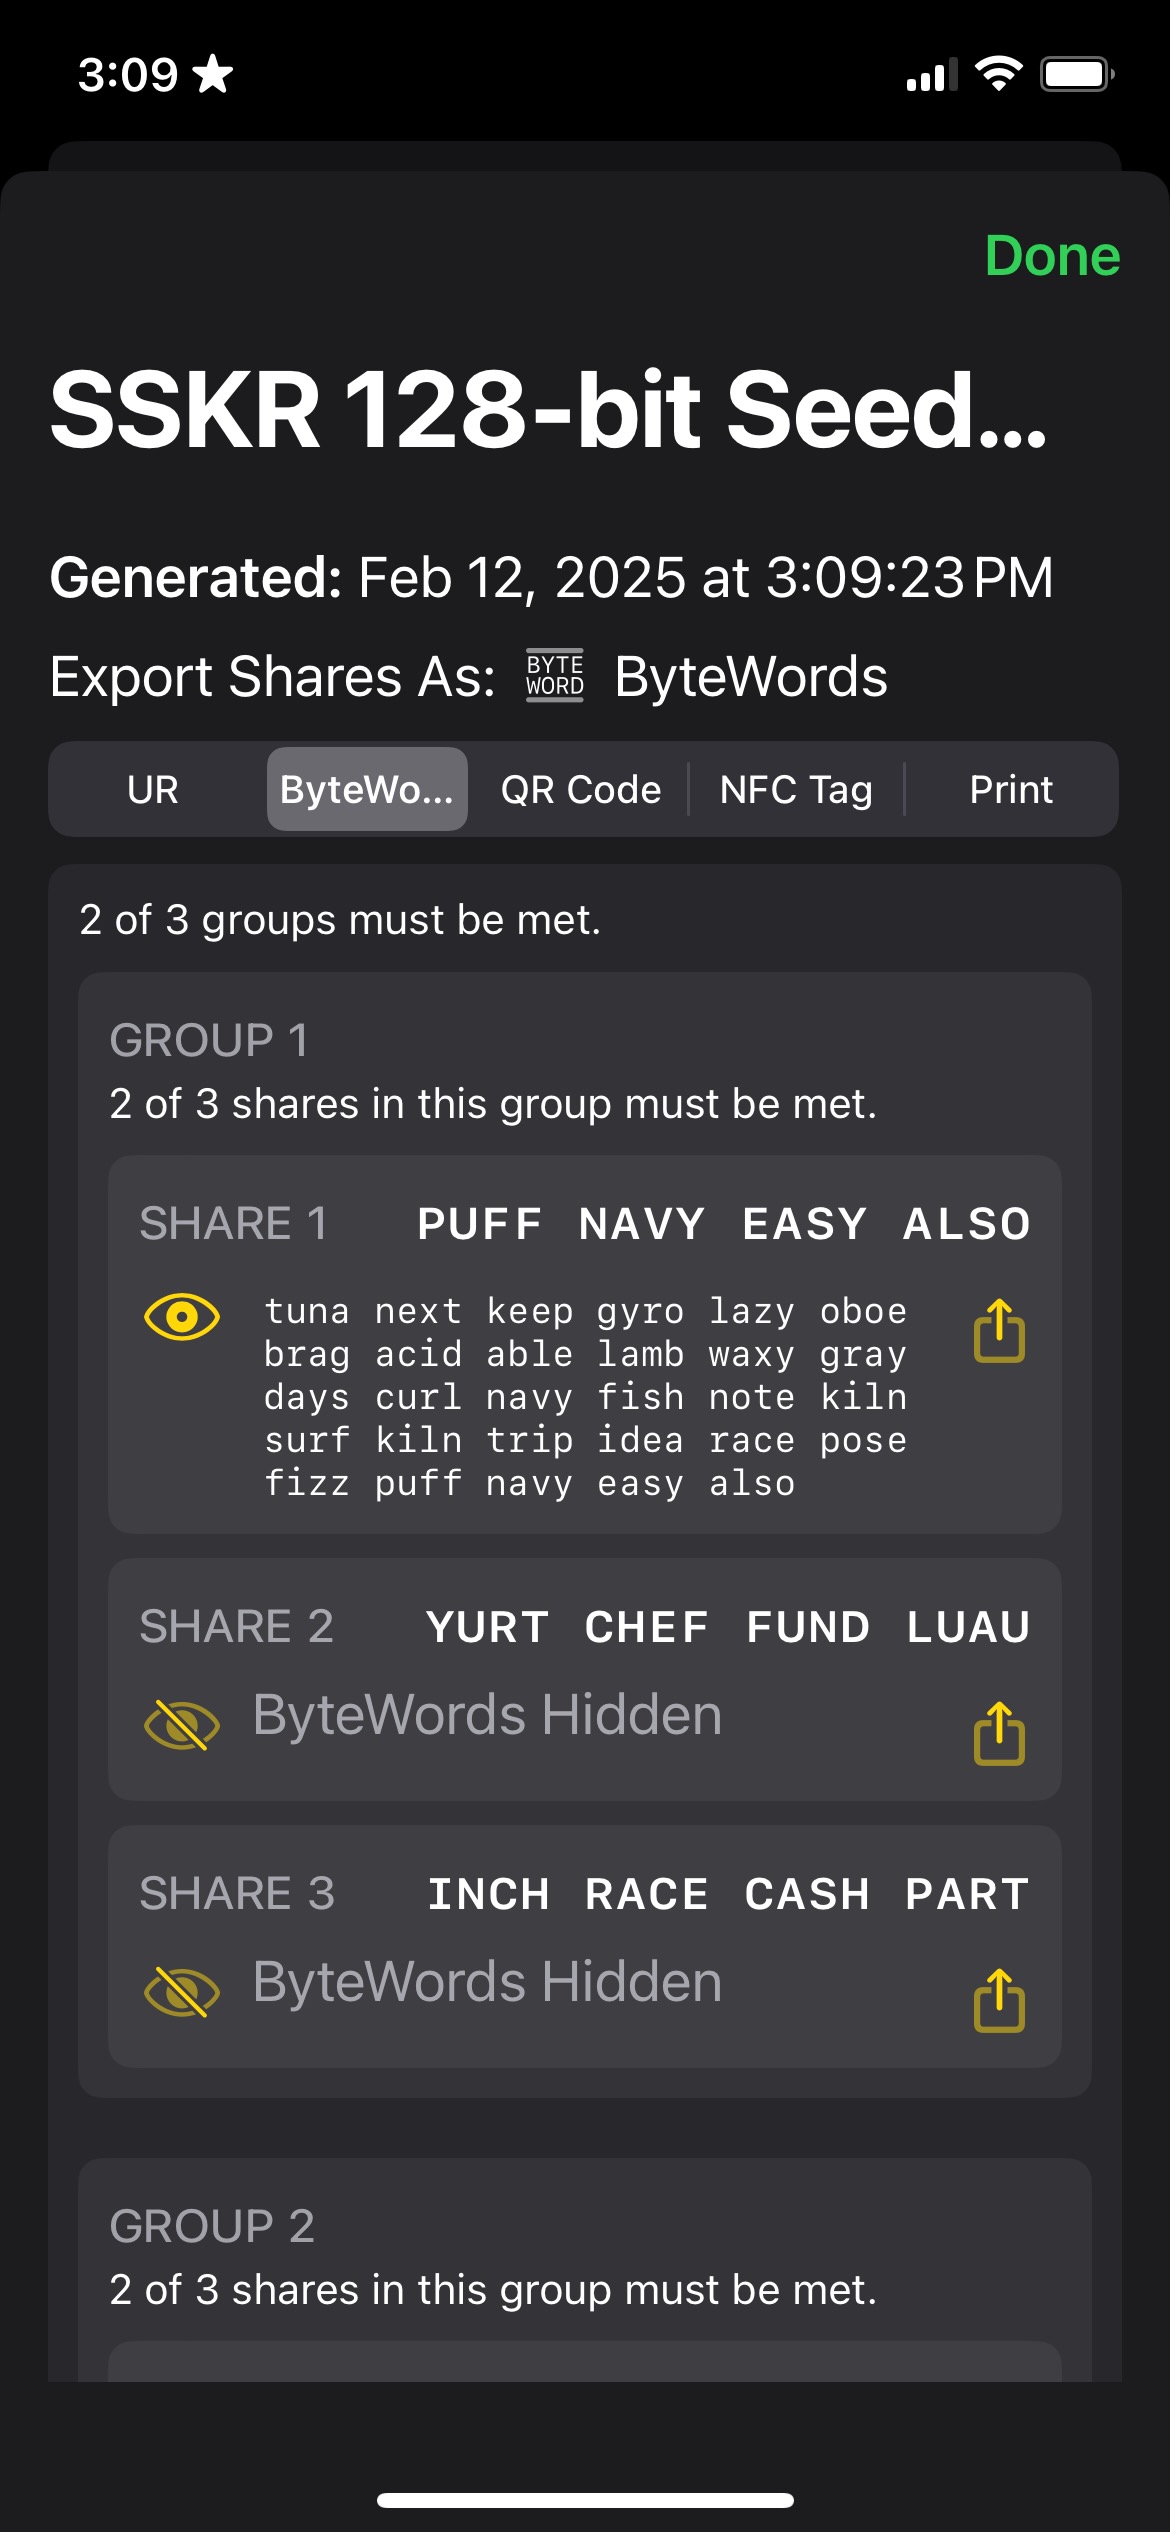 3:09
Done
SSKR 128-bit Seed...
Generated: Feb 12, 2025 at 3:09:23 PM
Export Shares As: BYTE WORD ByteWords
UR ByteWo... QR Code NFC Tag Print
2 of 3 groups must be met.
GROUP 1
2 of 3 shares in this group must be met.
SHARE 1 PUFF NAVY EASY ALSO
tuna next keep gyro lazy oboe
brag acid able lamb waxy gray
days curl navy fish note kiln
surf kiln trip idea race pose
fizz puff navy easy also
SHARE 2 YURT CHEF FUND LUAU
ByteWords Hidden
SHARE 3 INCH RACE CASH PART
ByteWords Hidden
GROUP 2
2 of 3 shares in this group must be met.